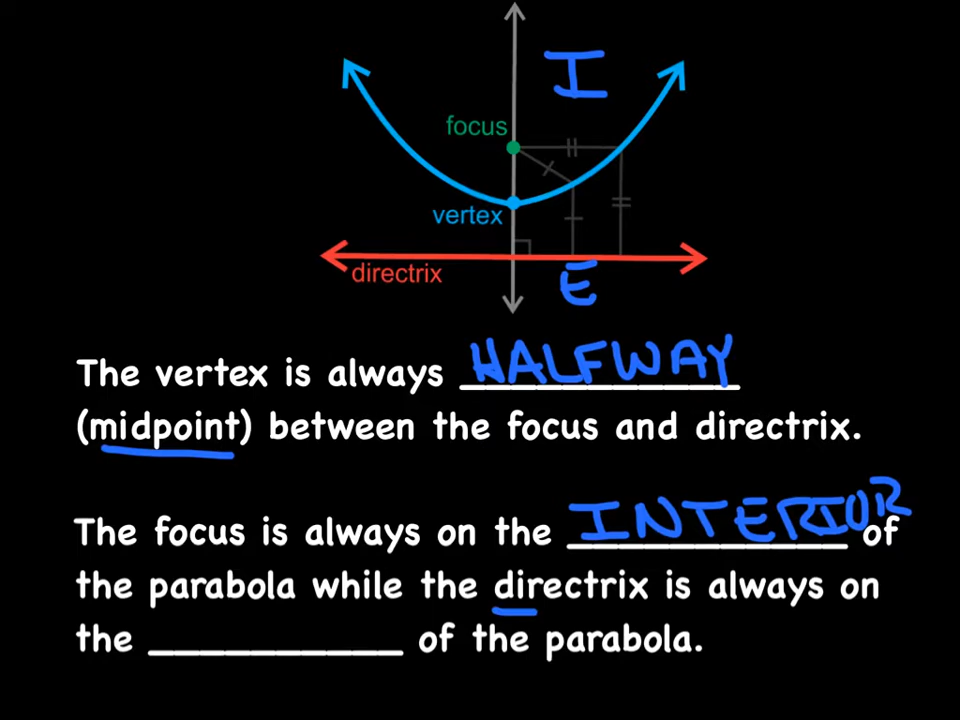 I
focus
vertex
directrix
E
The vertex is always HALFWAY
(midpoint) between the focus and directrix.
The focus is always on the INTERIOR of
the parabola while the directrix is always on
the __________ of the parabola.